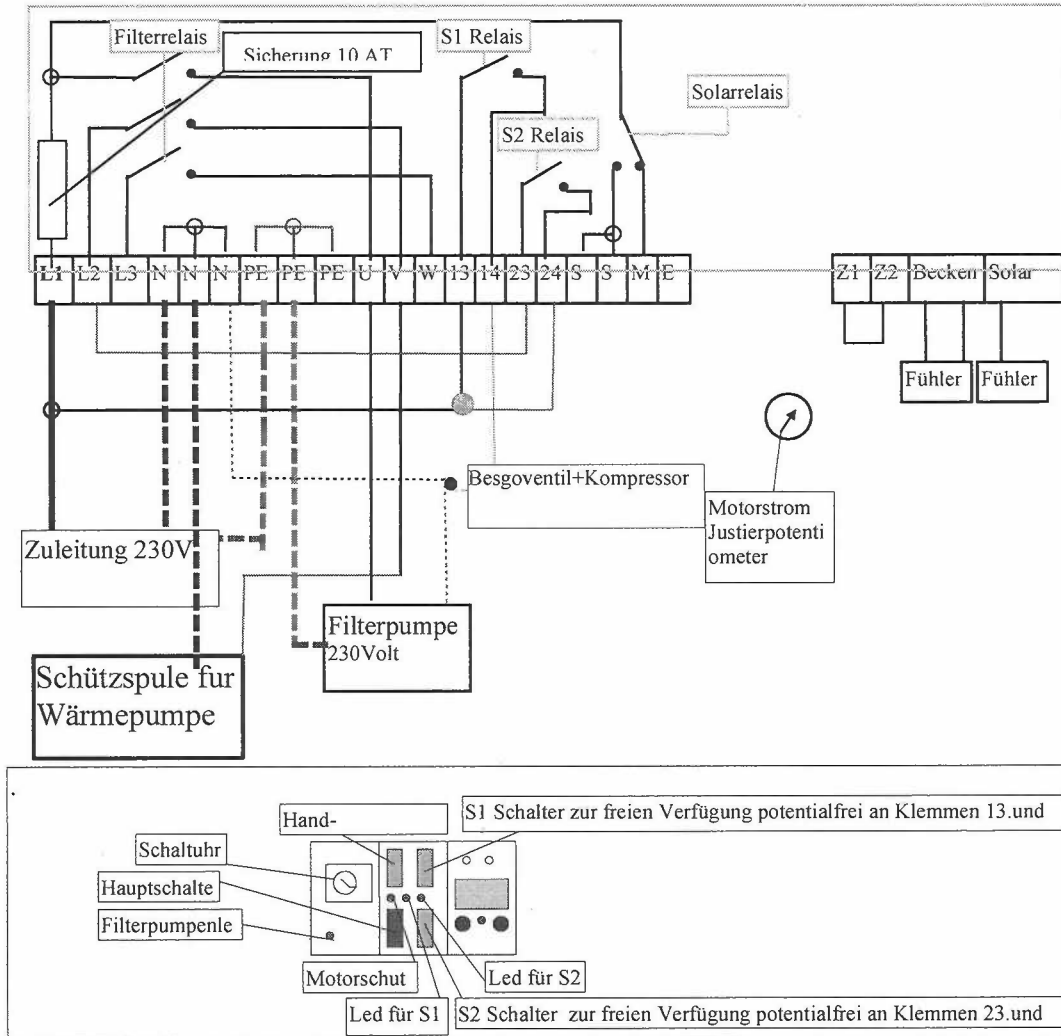 Filterrelais
Sicherung 10 AT
S1 Relais
Solarrelais
S2 Relais
L1 L2 L3 N N N PE PE PE U V W 13 14 23 24 S S M E
Z1 Z2 Becken Solar
Fühler Fühler
Besgoventil+Kompressor
Motorstrom
Justierpotenti
ometer
Zuleitung 230V
Filterpumpe
230Volt
Schützspule fur
Wärmepumpe
Hand-
S1 Schalter zur freien Verfügung potentialfrei an Klemmen 13.und
Schaltuhr
Hauptschalte
Filterpumpenle
Motorschut
Led für S2
Led für S1
S2 Schalter zur freien Verfügung potentialfrei an Klemmen 23.und